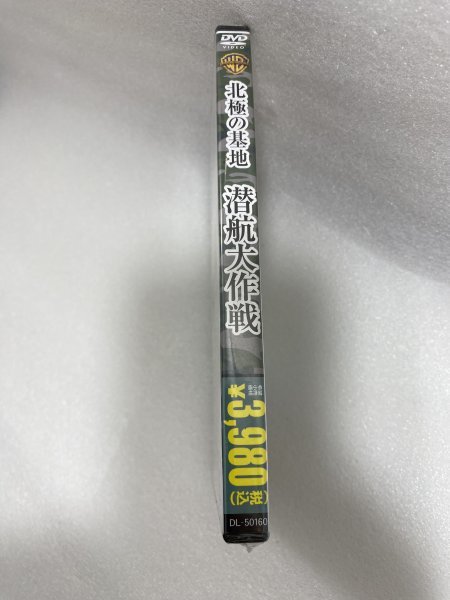 DVD
VIDEO
北極の基地
潜航大作戦
3,980
(税込)
DL-50160